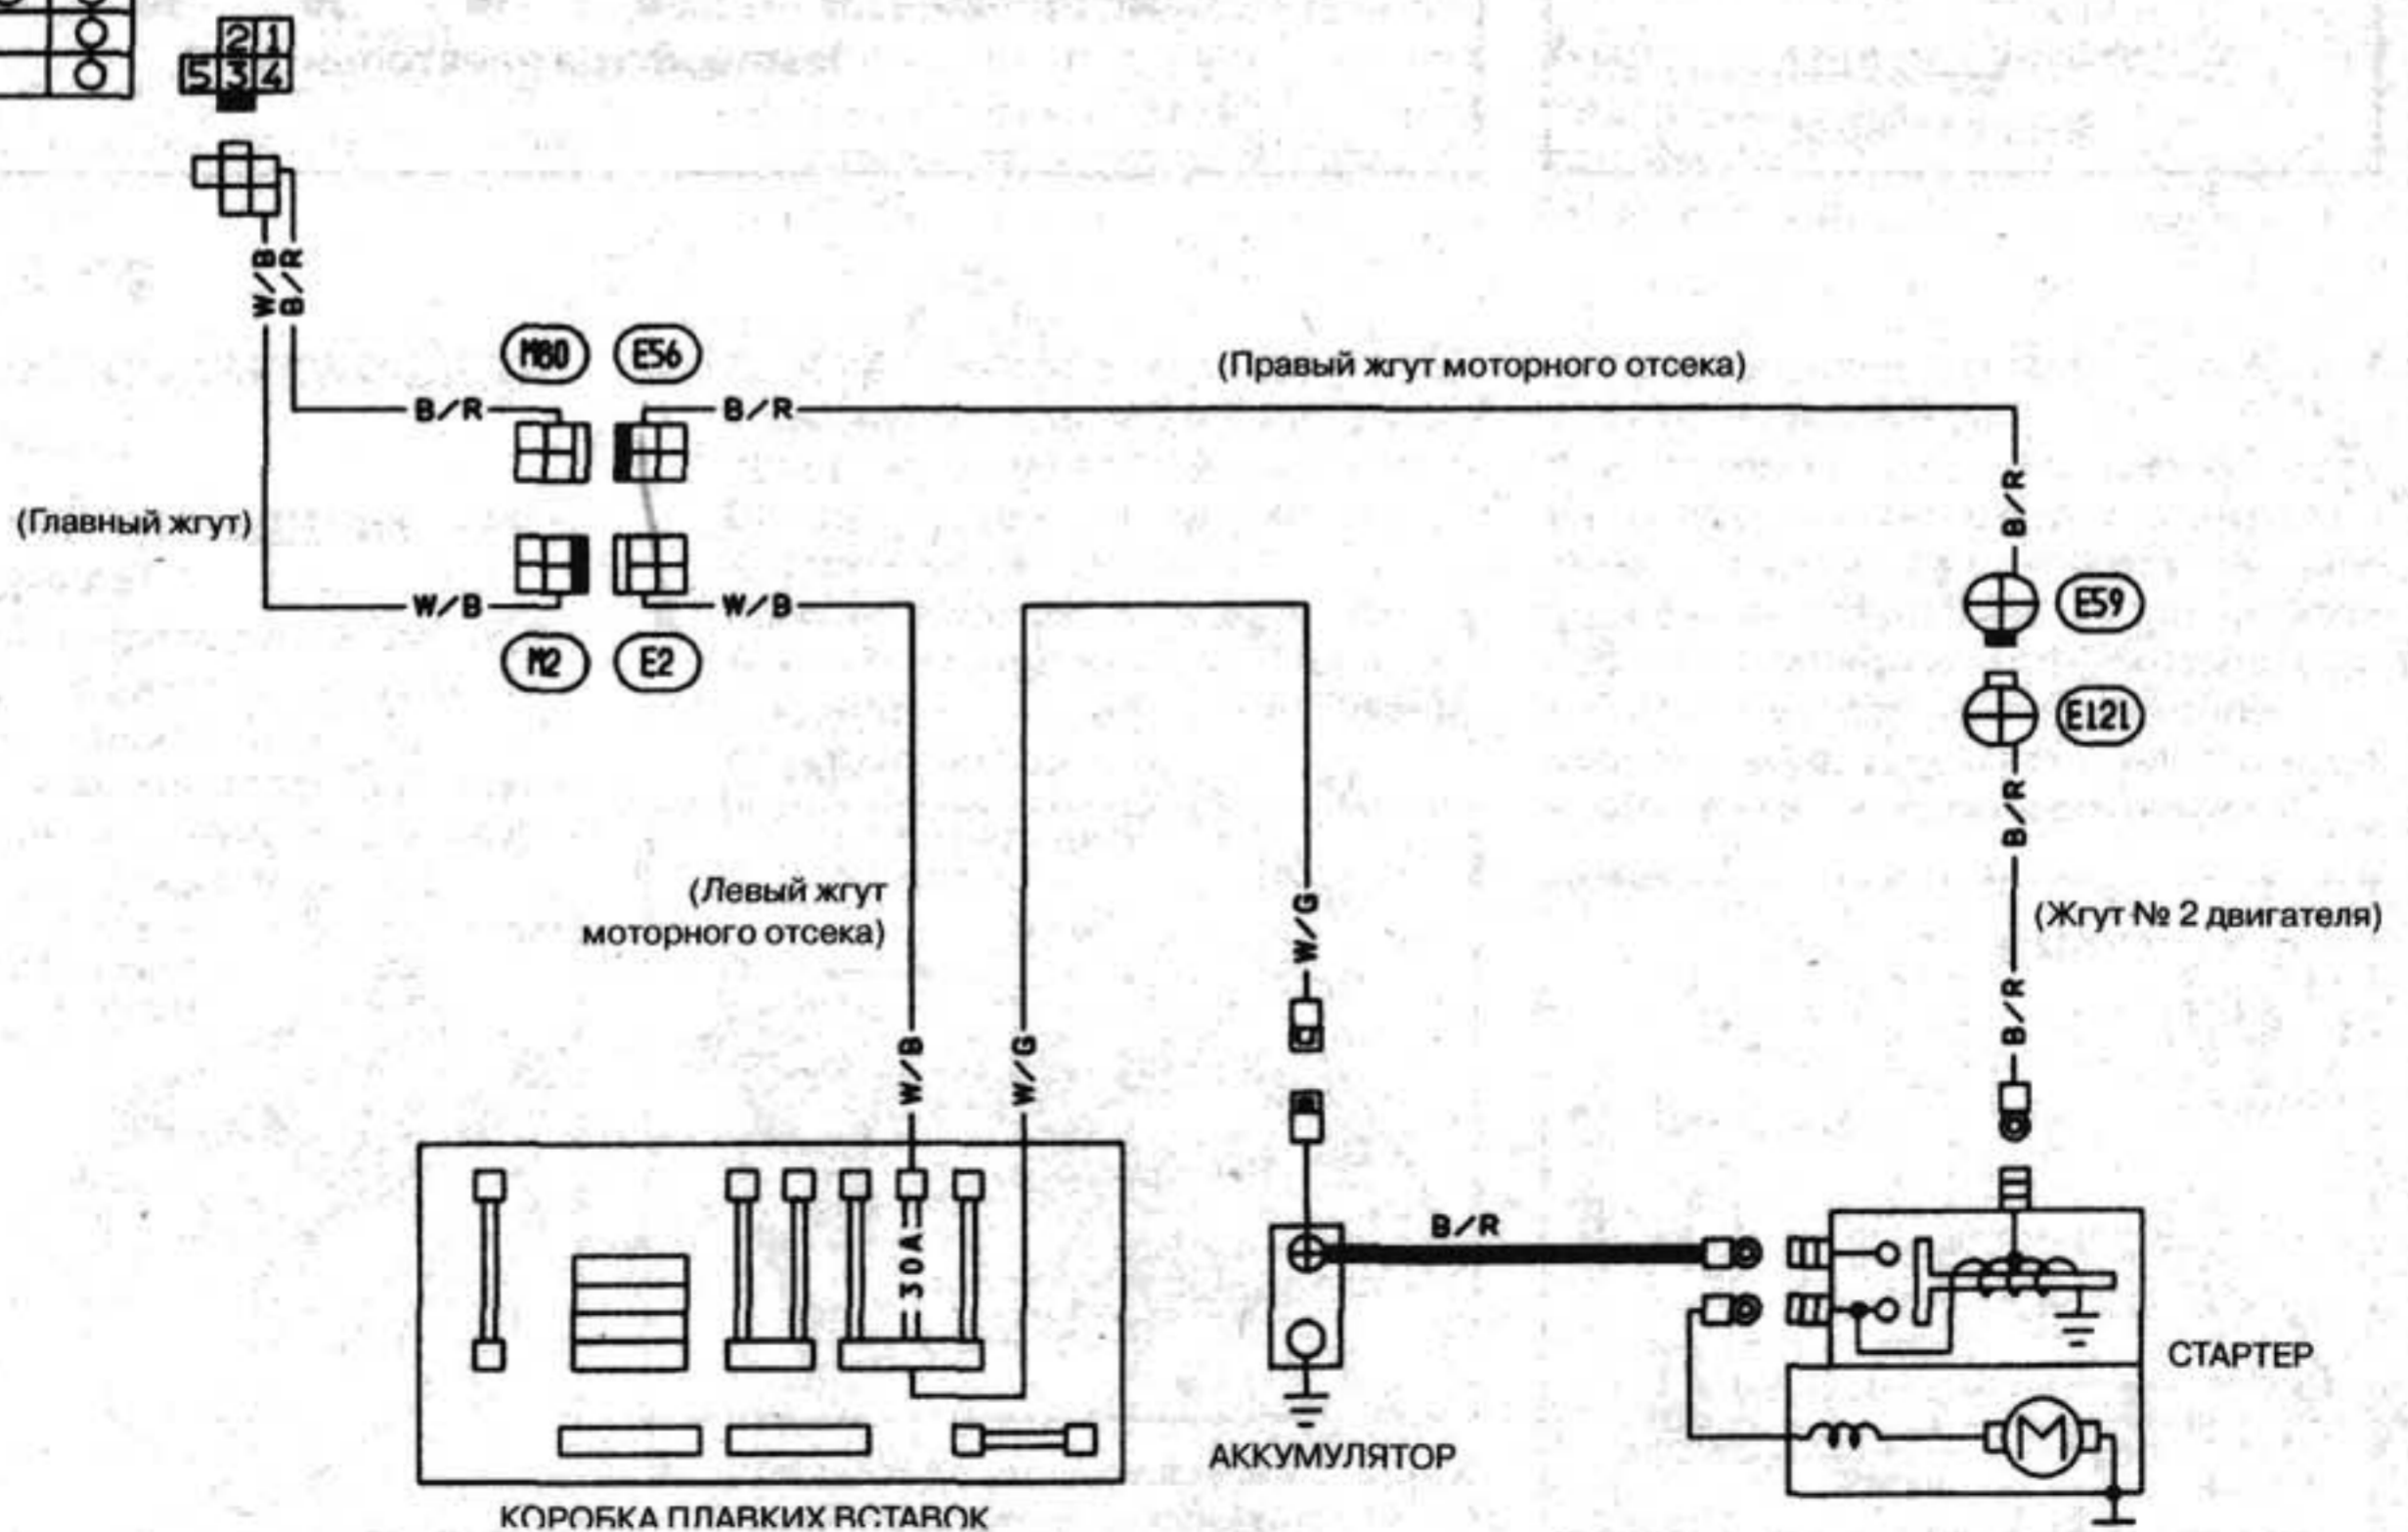 2 1
5 3 4
W/B
B/R
M80 E56
(Правый жгут моторного отсека)
B/R B/R
B/R
(Главный жгут)
W/B W/B
E59
M2 E2
E121
B/R
(Левый жгут
моторного отсека)
W/G
(Жгут № 2 двигателя)
B/R
W/B W/G
B/R
30A
M
СТАРТЕР
АККУМУЛЯТОР
КОРОБКА ПЛАВКИХ ВСТАВОК